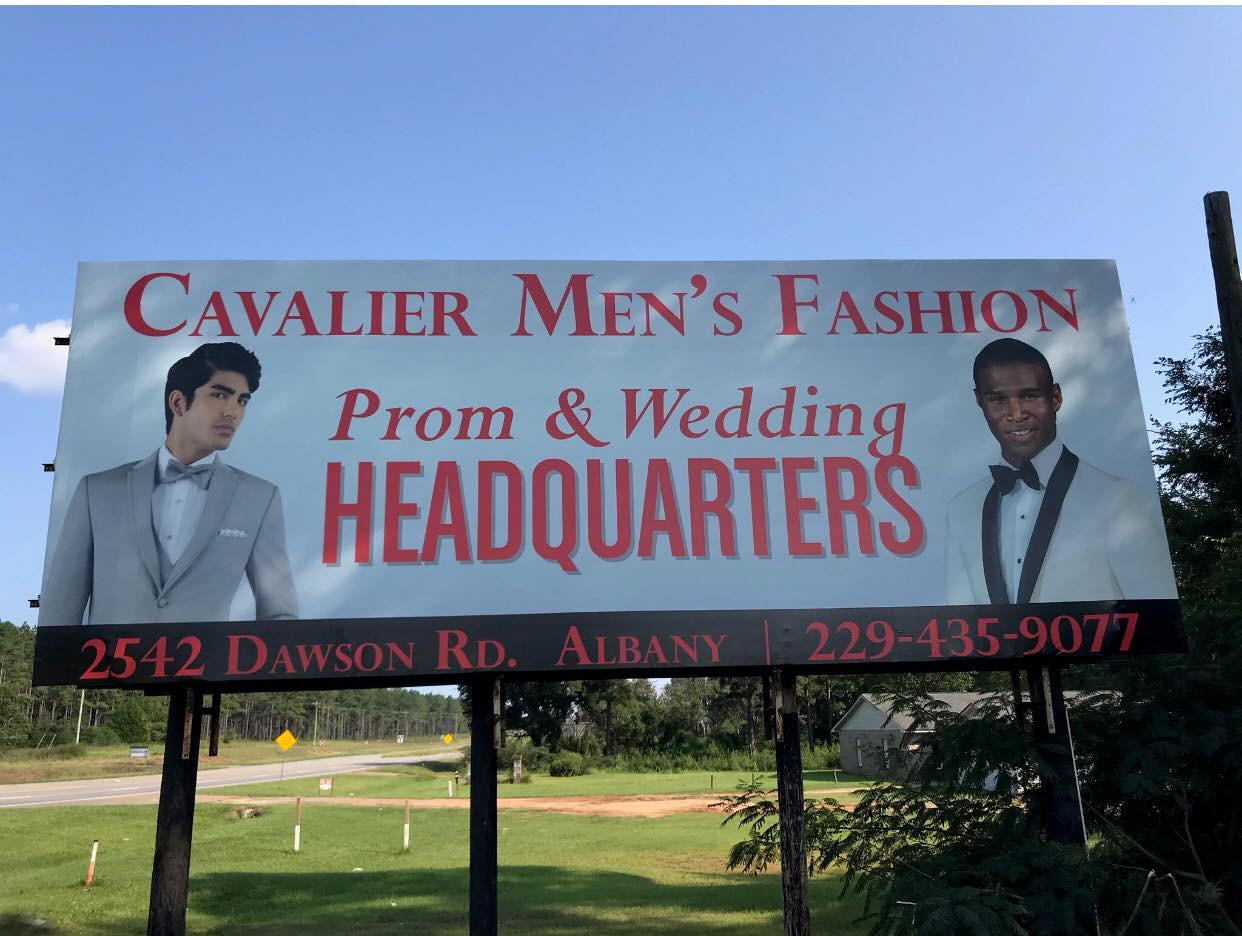 CAVALIER MEN'S FASHION
Prom & Wedding
HEADQUARTERS
2542 DAWSON RD. ALBANY | 229-435-9077